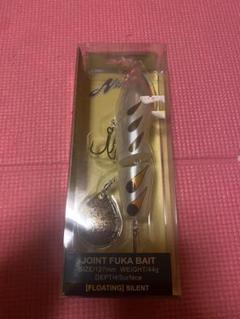 JOINT FUKA BAIT
SIZE/127mm WEIGHT/44g
DEPTH/Surface
[FLOATING] SILENT